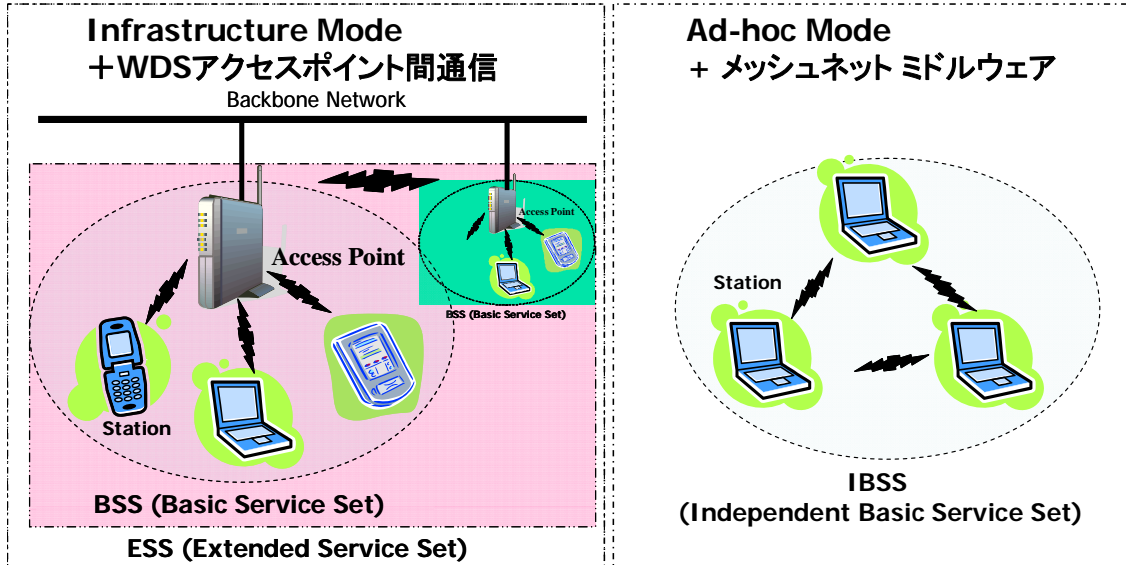 Infrastructure Mode
＋WDSアクセスポイント間通信
Backbone Network
Access Point
Station
BSS (Basic Service Set)
ESS (Extended Service Set)
Access Point
BSS (Basic Service Set)
Ad-hoc Mode
+ メッシュネット ミドルウェア
Station
IBSS
(Independent Basic Service Set)